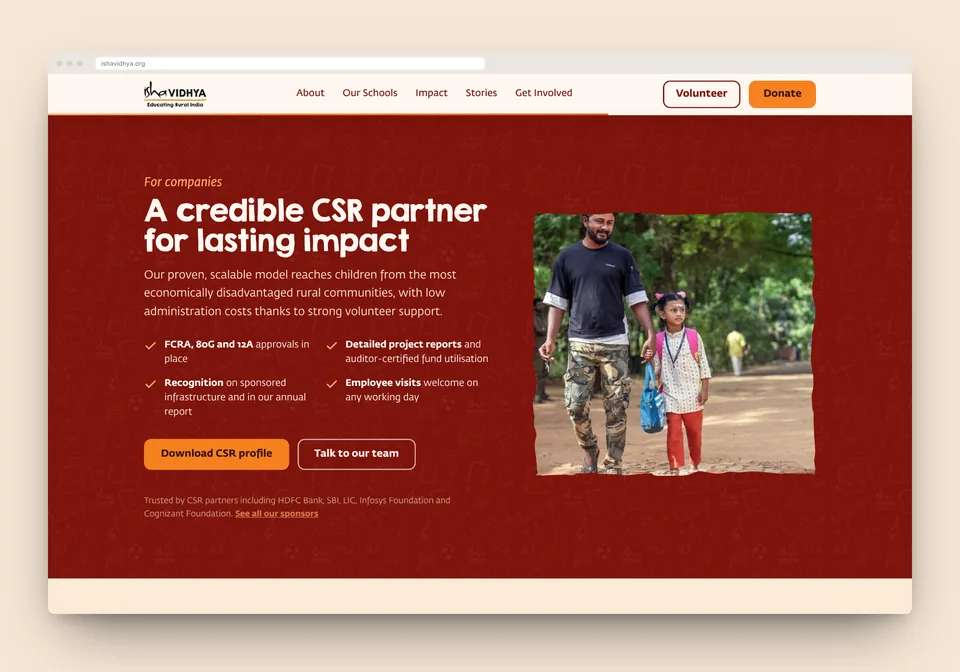 ishavidhya.org
isha VIDHYA
Educating Rural India
About Our Schools Impact Stories Get Involved
Volunteer Donate
For companies
A credible CSR partner
for lasting impact
Our proven, scalable model reaches children from the most
economically disadvantaged rural communities, with low
administration costs thanks to strong volunteer support.
FCRA, 80G and 12A approvals in
place
Detailed project reports and
auditor-certified fund utilisation
Recognition on sponsored
infrastructure and in our annual
report
Employee visits welcome on
any working day
Download CSR profile Talk to our team
Trusted by CSR partners including HDFC Bank, SBI, LIC, Infosys Foundation and
Cognizant Foundation. See all our sponsors